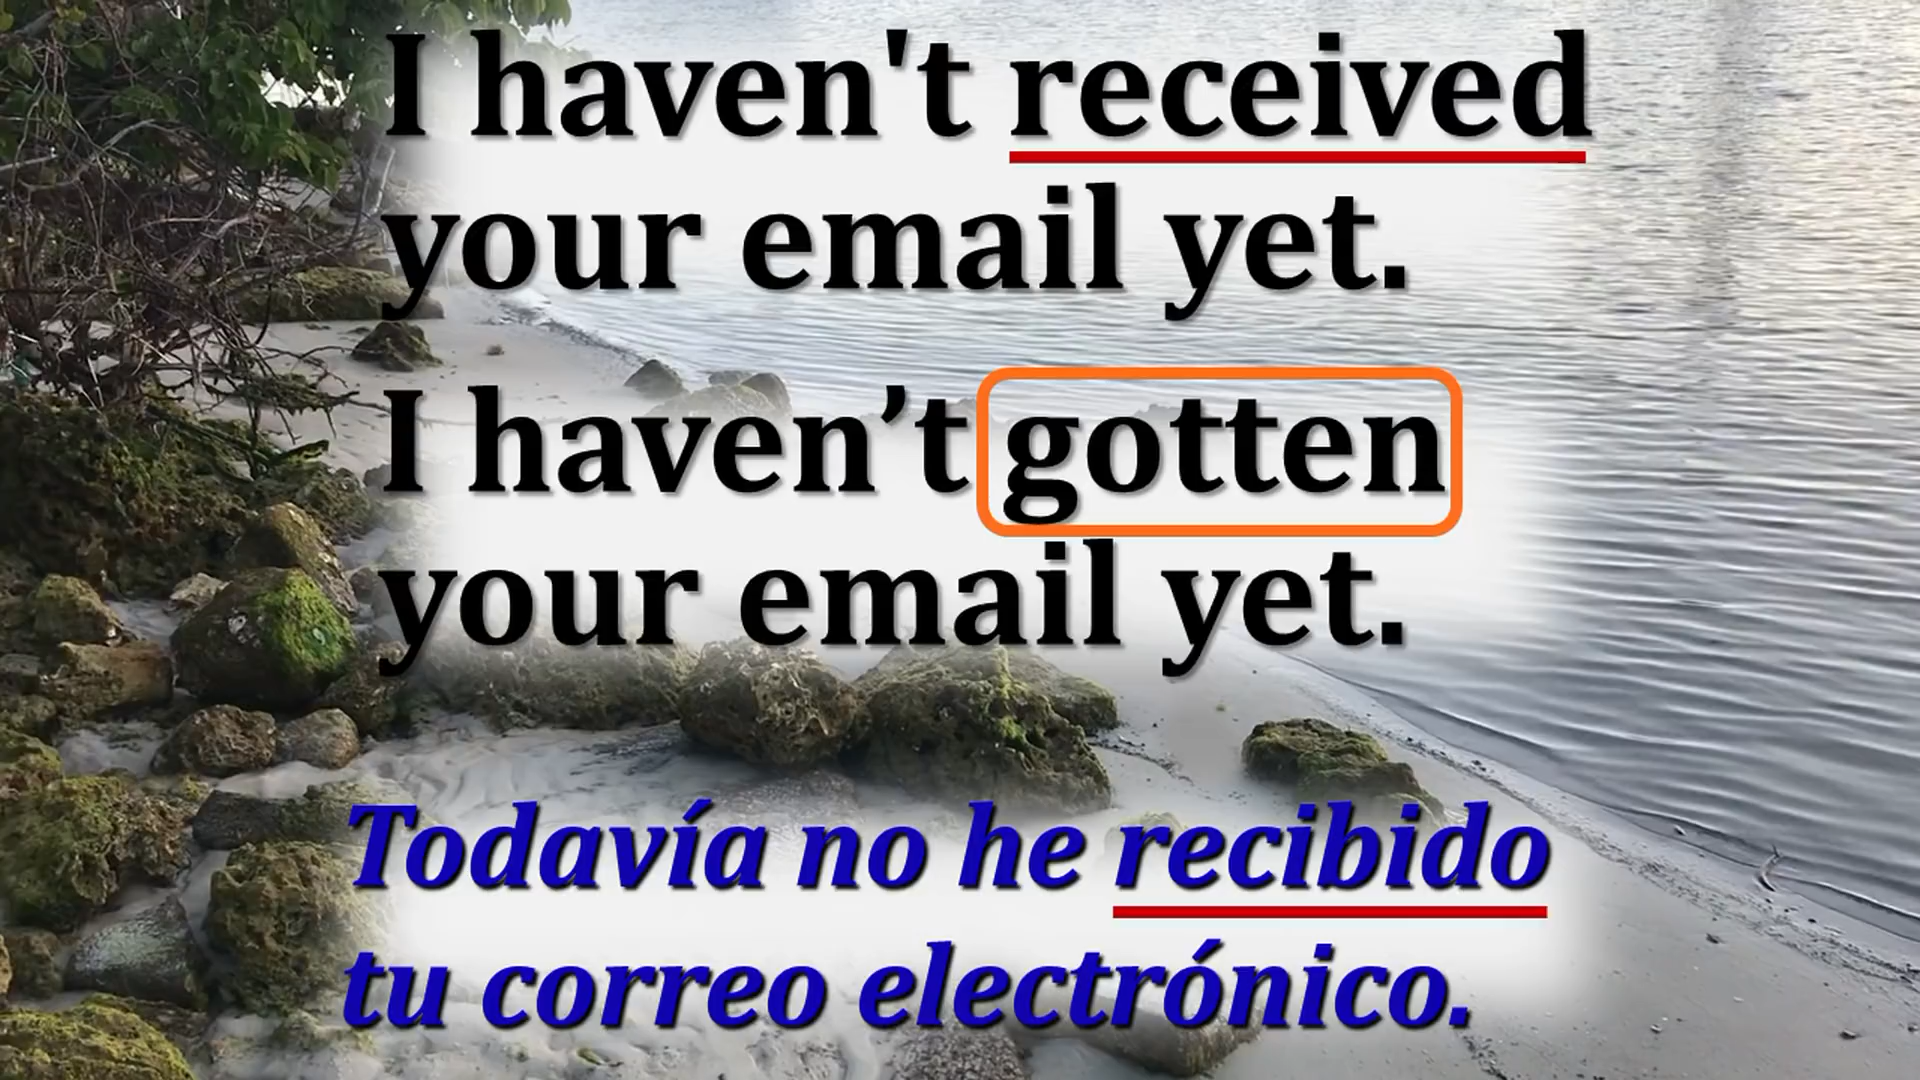 I haven't received
your email yet.
I haven’t gotten
your email yet.
Todavía no he recibido
tu correo electrónico.